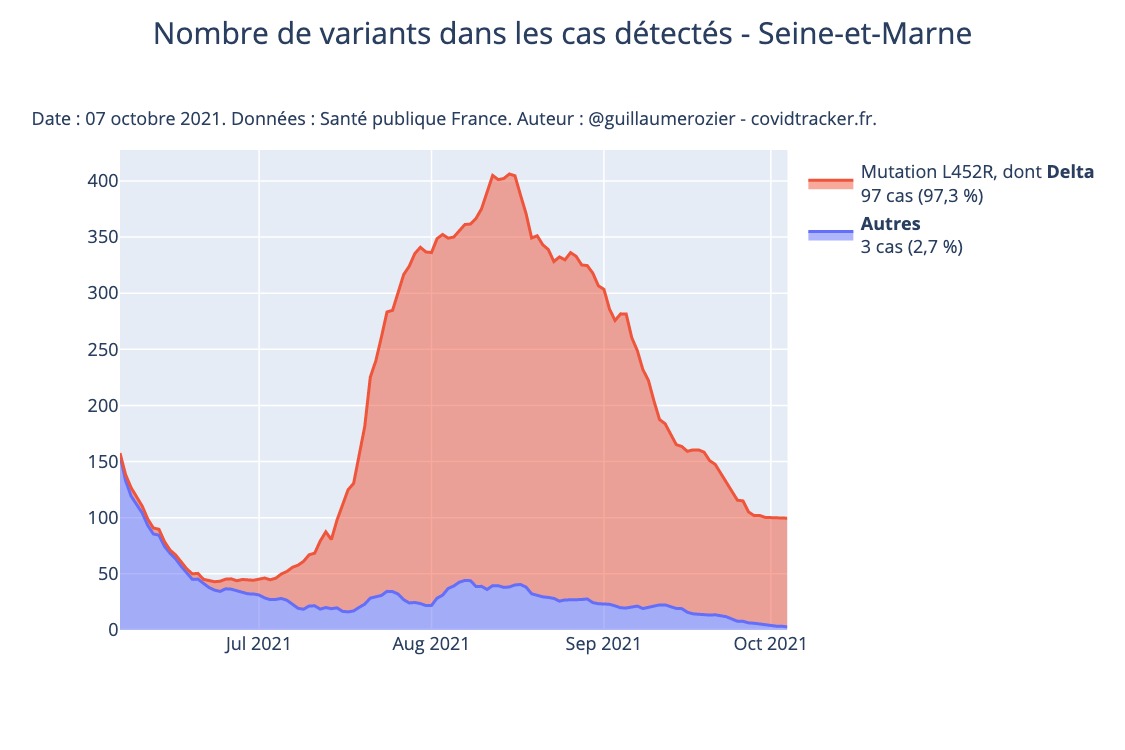 Nombre de variants dans les cas détectés - Seine-et-Marne
Date : 07 octobre 2021. Données : Santé publique France. Auteur : @guillaumerozier - covidtracker.fr.
Mutation L452R, dont Delta
97 cas (97,3 %)
Autres
3 cas (2,7 %)
400
350
300
250
200
150
100
50
0
Jul 2021 Aug 2021 Sep 2021 Oct 2021